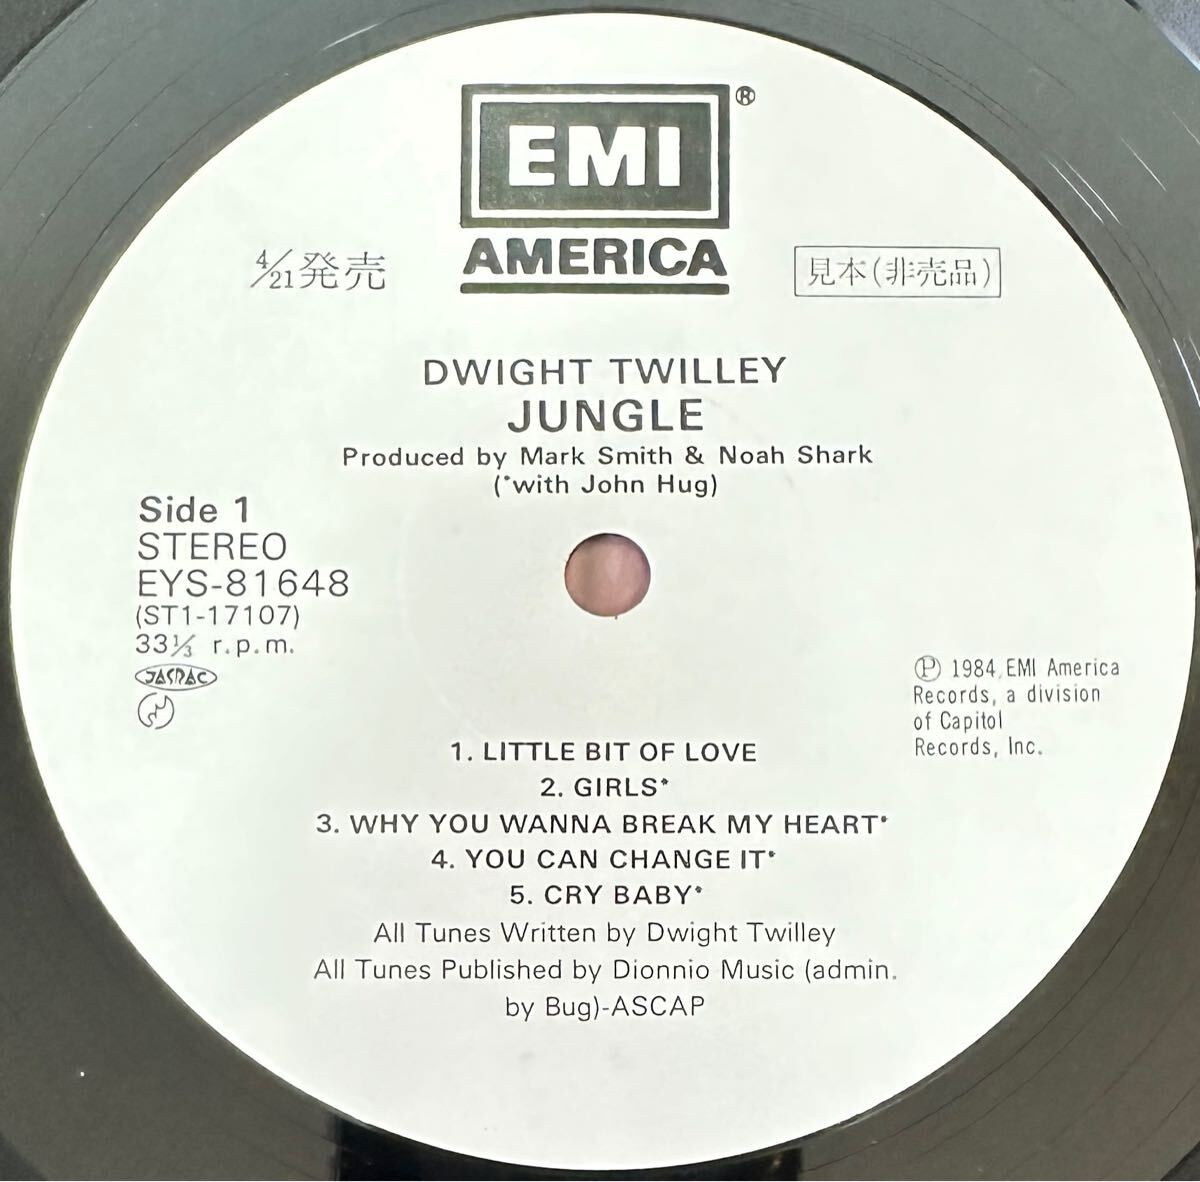 EMI
®
AMERICA
4/21発売
見本(非売品)
DWIGHT TWILLEY
JUNGLE
Produced by Mark Smith & Noah Shark
(*with John Hug)
Side 1
STEREO
EYS-81648
(ST1-17107)
33⅓ r.p.m.
JASRAC
Ⓟ 1984, EMI America
Records, a division
of Capitol
Records, Inc.
1. LITTLE BIT OF LOVE
2. GIRLS*
3. WHY YOU WANNA BREAK MY HEART*
4. YOU CAN CHANGE IT*
5. CRY BABY*
All Tunes Written by Dwight Twilley
All Tunes Published by Dionnio Music (admin.
by Bug)-ASCAP